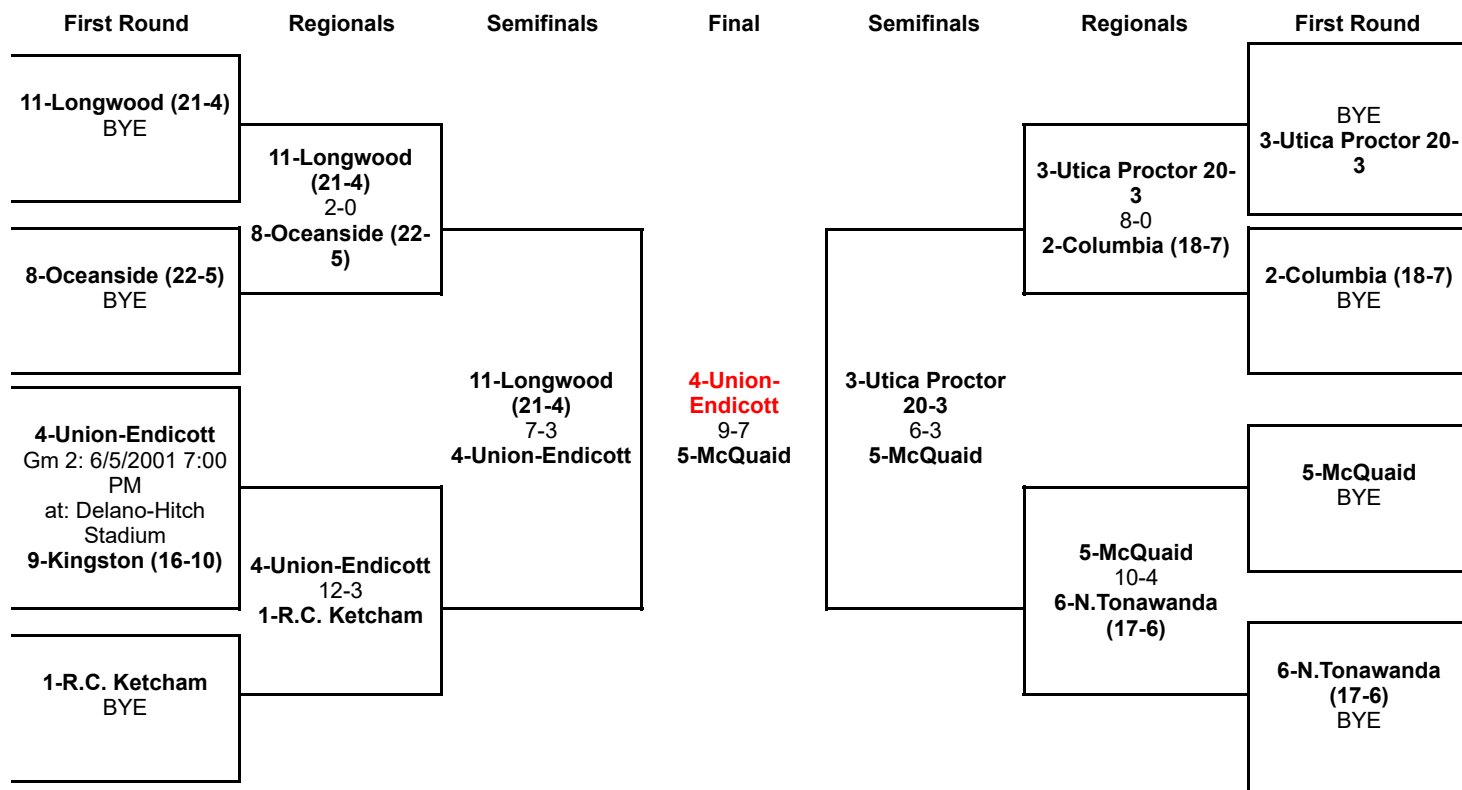 First Round
Regionals
Semifinals
Final
Semifinals
Regionals
First Round
11-Longwood (21-4)
BYE
8-Oceanside (22-5)
BYE
4-Union-Endicott
Gm 2: 6/5/2001 7:00
PM
at: Delano-Hitch
Stadium
9-Kingston (16-10)
1-R.C. Ketcham
BYE
11-Longwood
(21-4)
2-0
8-Oceanside (22-
5)
4-Union-Endicott
12-3
1-R.C. Ketcham
11-Longwood
(21-4)
7-3
4-Union-Endicott
4-Union-
Endicott
9-7
5-McQuaid
3-Utica Proctor
20-3
6-3
5-McQuaid
3-Utica Proctor 20-
3
8-0
2-Columbia (18-7)
5-McQuaid
10-4
6-N.Tonawanda
(17-6)
BYE
3-Utica Proctor 20-
3
2-Columbia (18-7)
BYE
5-McQuaid
BYE
6-N.Tonawanda
(17-6)
BYE